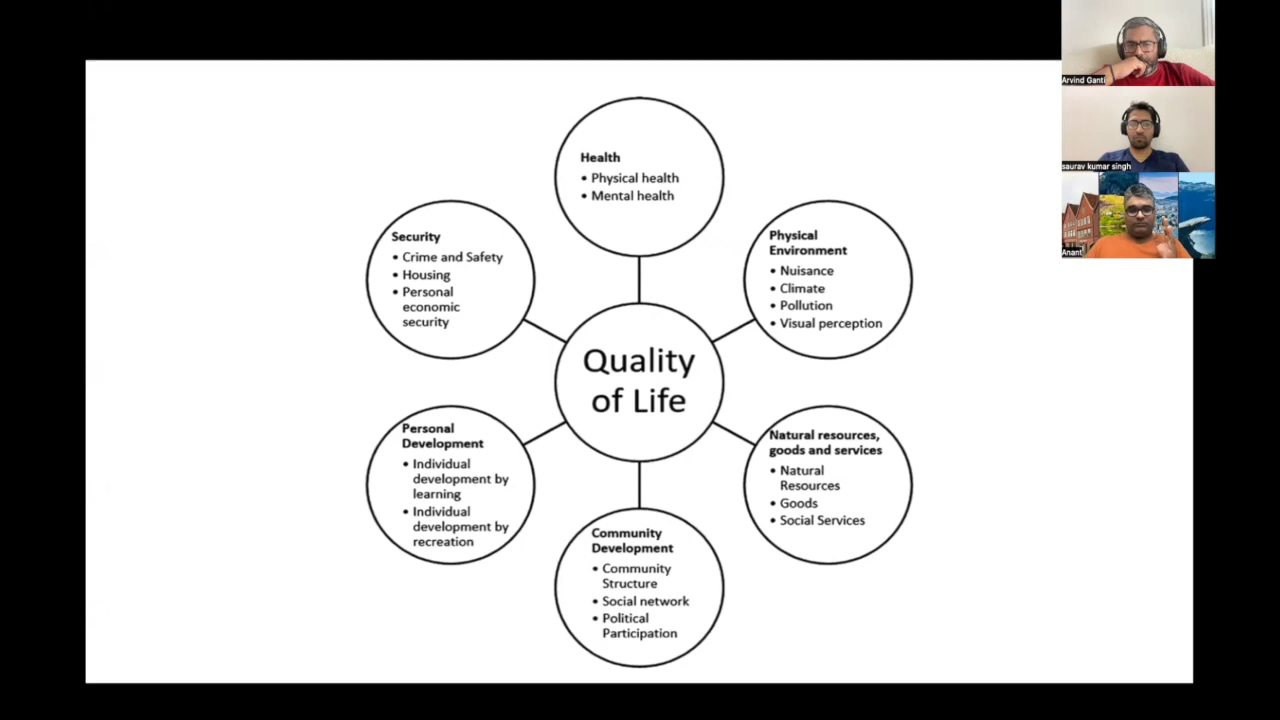 Health
• Physical health
• Mental health
Security
• Crime and Safety
• Housing
• Personal
economic
security
Physical
Environment
• Nuisance
• Climate
• Pollution
• Visual perception
Quality
of Life
Personal
Development
• Individual
development by
learning
• Individual
development by
recreation
Natural resources,
goods and services
• Natural
Resources
• Goods
• Social Services
Community
Development
• Community
Structure
• Social network
• Political
Participation
Arvind Ganti
saurav kumar singh
Anant